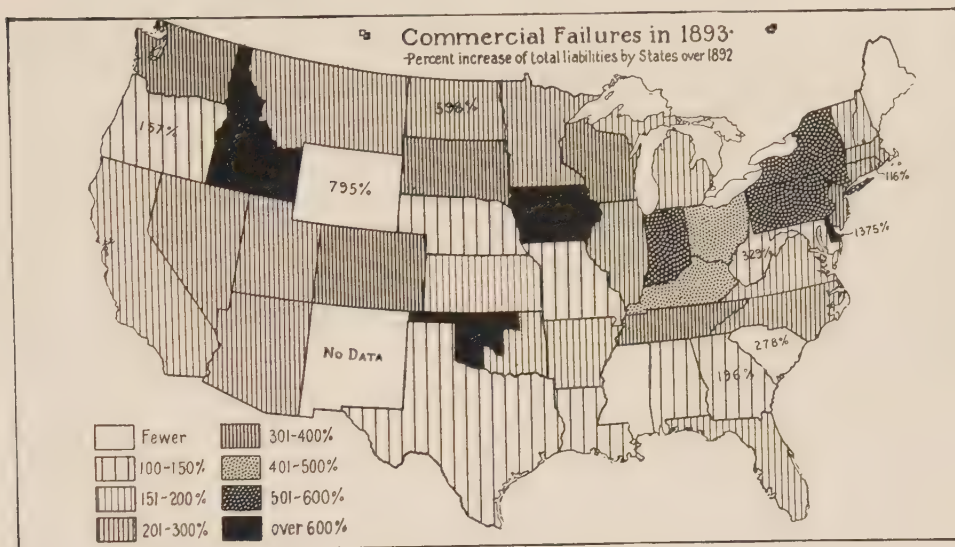 Commercial Failures in 1893.
-Percent increase of total liabilities by States over 1892
598%
157%
795%
116%
1375%
329%
278%
196%
No Data
Fewer
100-150%
151-200%
201-300%
301-400%
401-500%
501-600%
over 600%